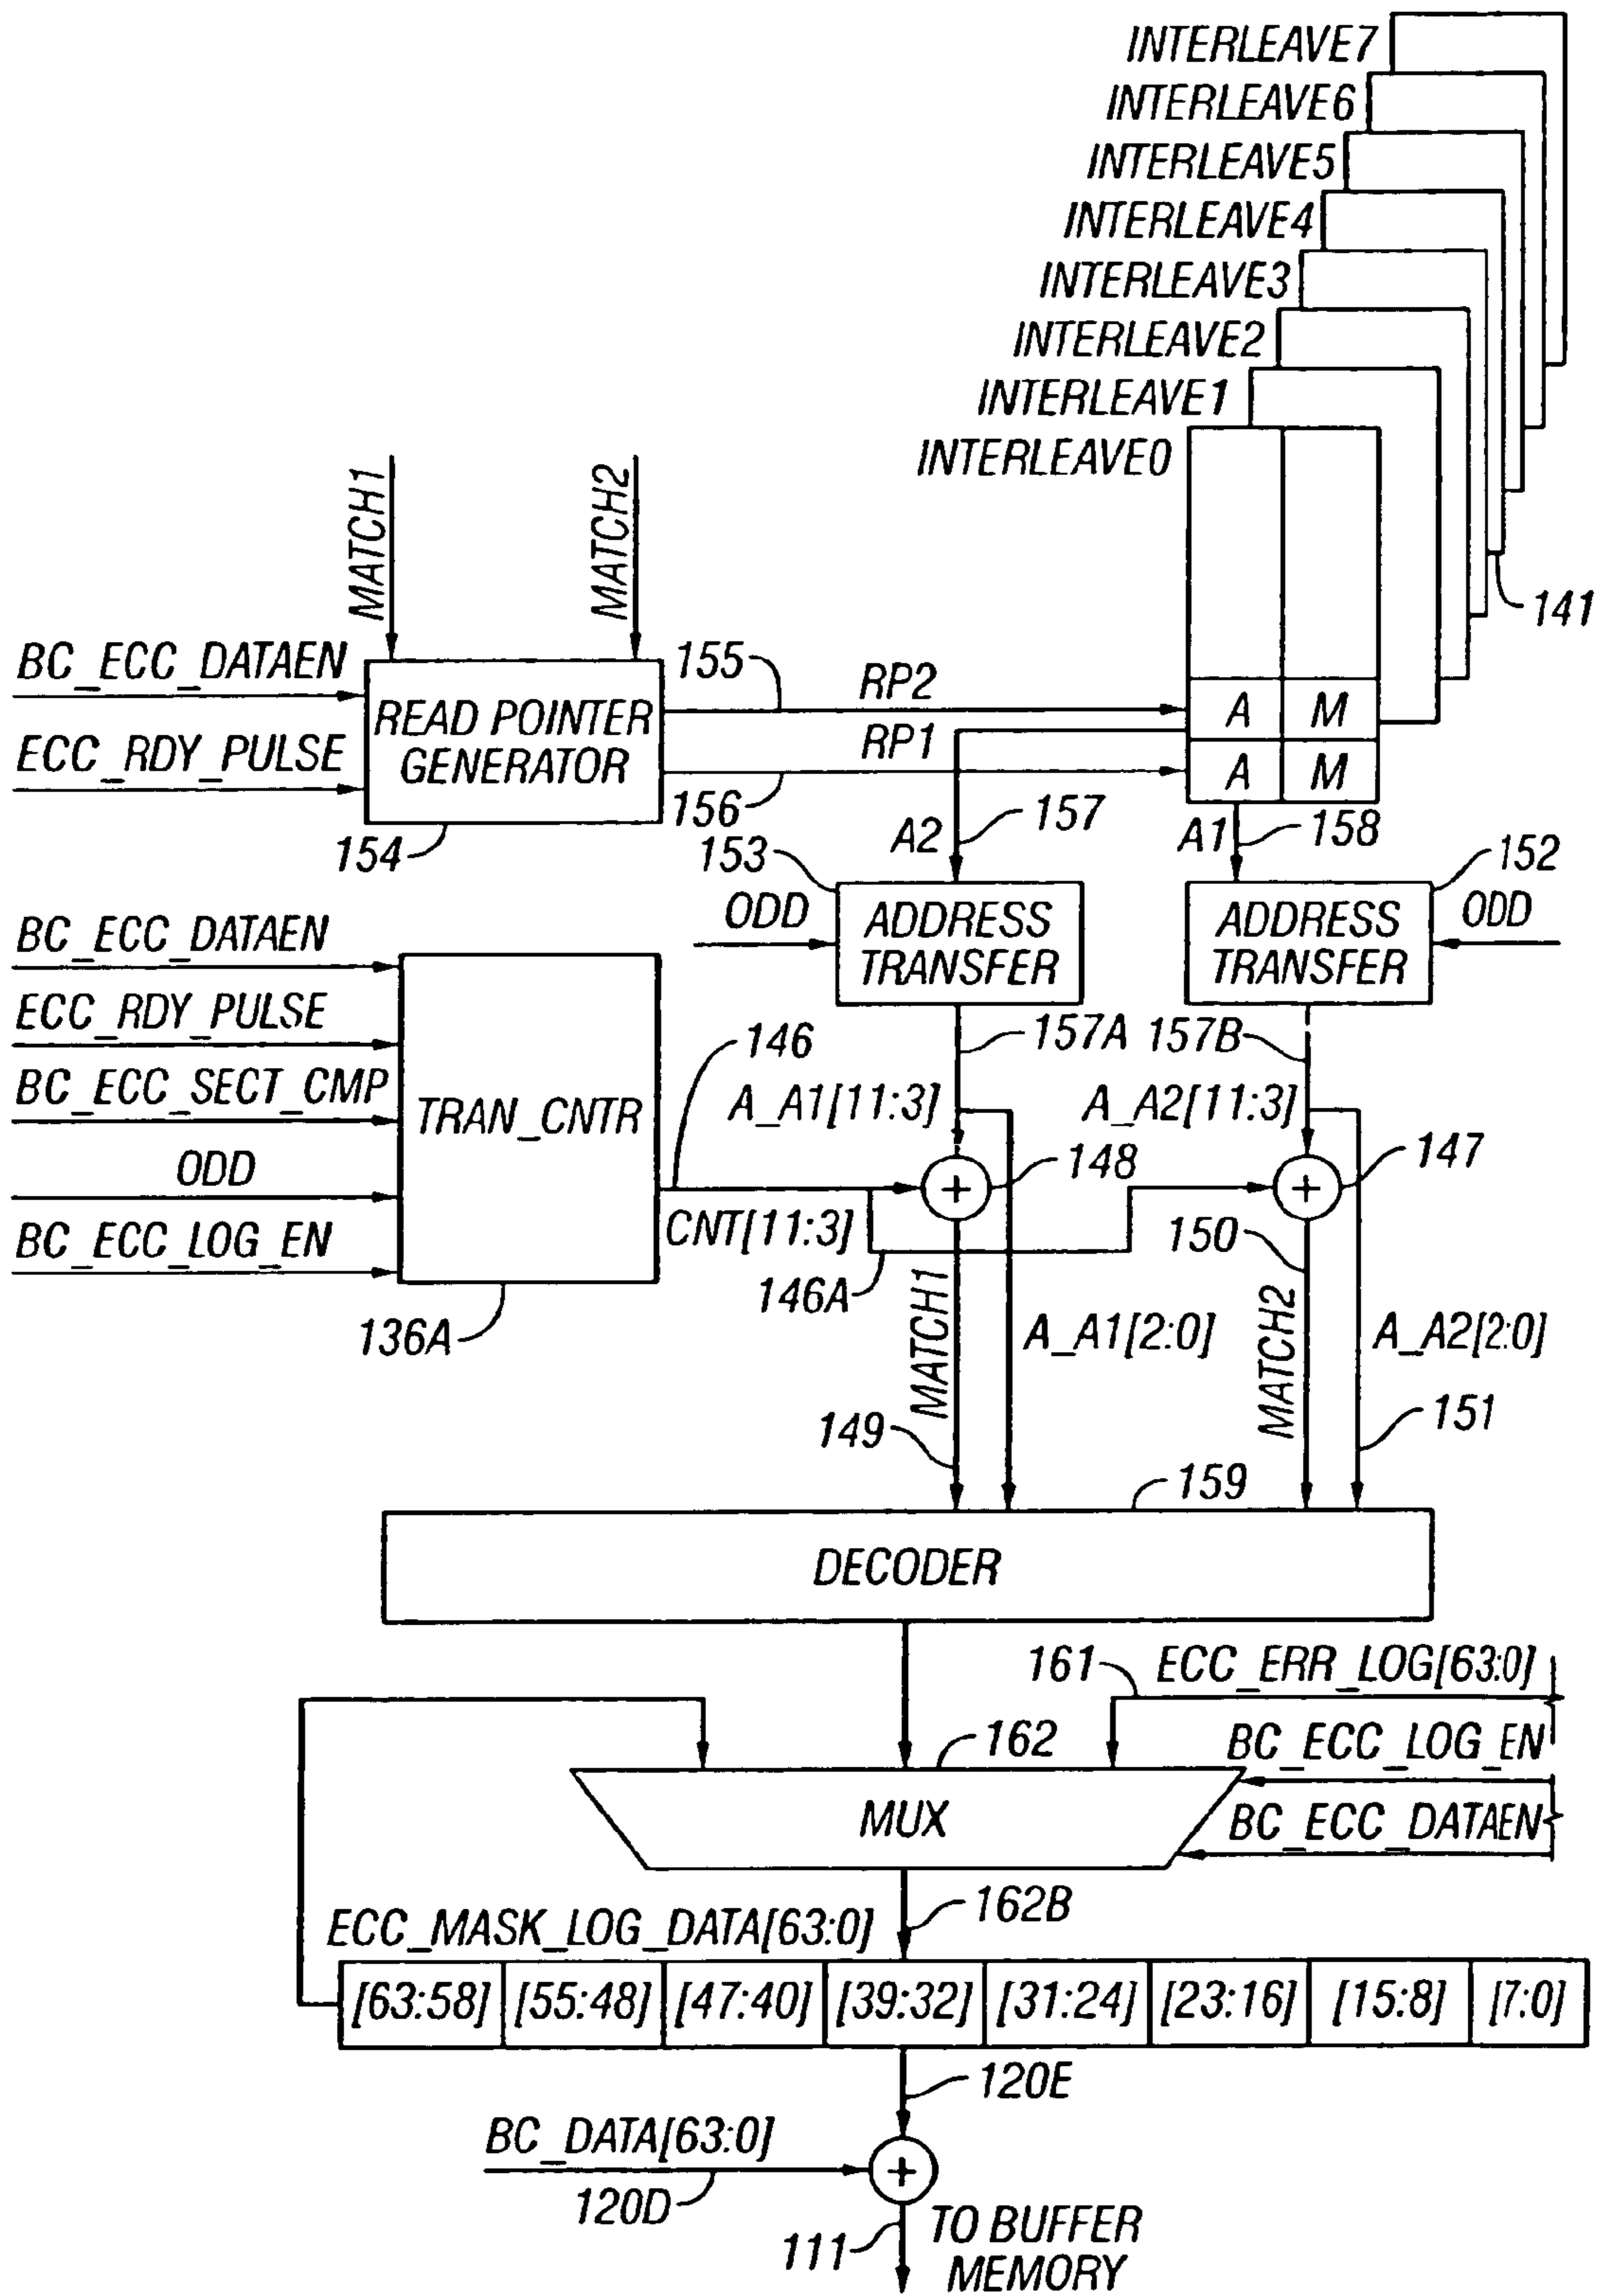 INTERLEAVE7
INTERLEAVE6
INTERLEAVE5
INTERLEAVE4
INTERLEAVE3
INTERLEAVE2
INTERLEAVE1
INTERLEAVE0
141
MATCH1
MATCH2
BC_ECC_DATAEN
ECC_RDY_PULSE
READ POINTER
GENERATOR
154
155
RP2
RP1
156
A M
A M
A2
157
A1
158
153
152
ODD
ADDRESS
TRANSFER
ADDRESS
TRANSFER
ODD
BC_ECC_DATAEN
ECC_RDY_PULSE
BC_ECC_SECT_CMP
ODD
BC_ECC_LOG_EN
TRAN_CNTR
136A
146
157A
157B
A_A1[11:3]
A_A2[11:3]
+
148
+
147
CNT[11:3]
146A
150
MATCH1
A_A1[2:0]
MATCH2
A_A2[2:0]
149
151
159
DECODER
161
ECC_ERR_LOG[63:0]
162
BC_ECC_LOG_EN
MUX
BC_ECC_DATAEN
162B
ECC_MASK_LOG_DATA[63:0]
[63:58] [55:48] [47:40] [39:32] [31:24] [23:16] [15:8] [7:0]
120E
BC_DATA[63:0]
+
120D
111
TO BUFFER
MEMORY